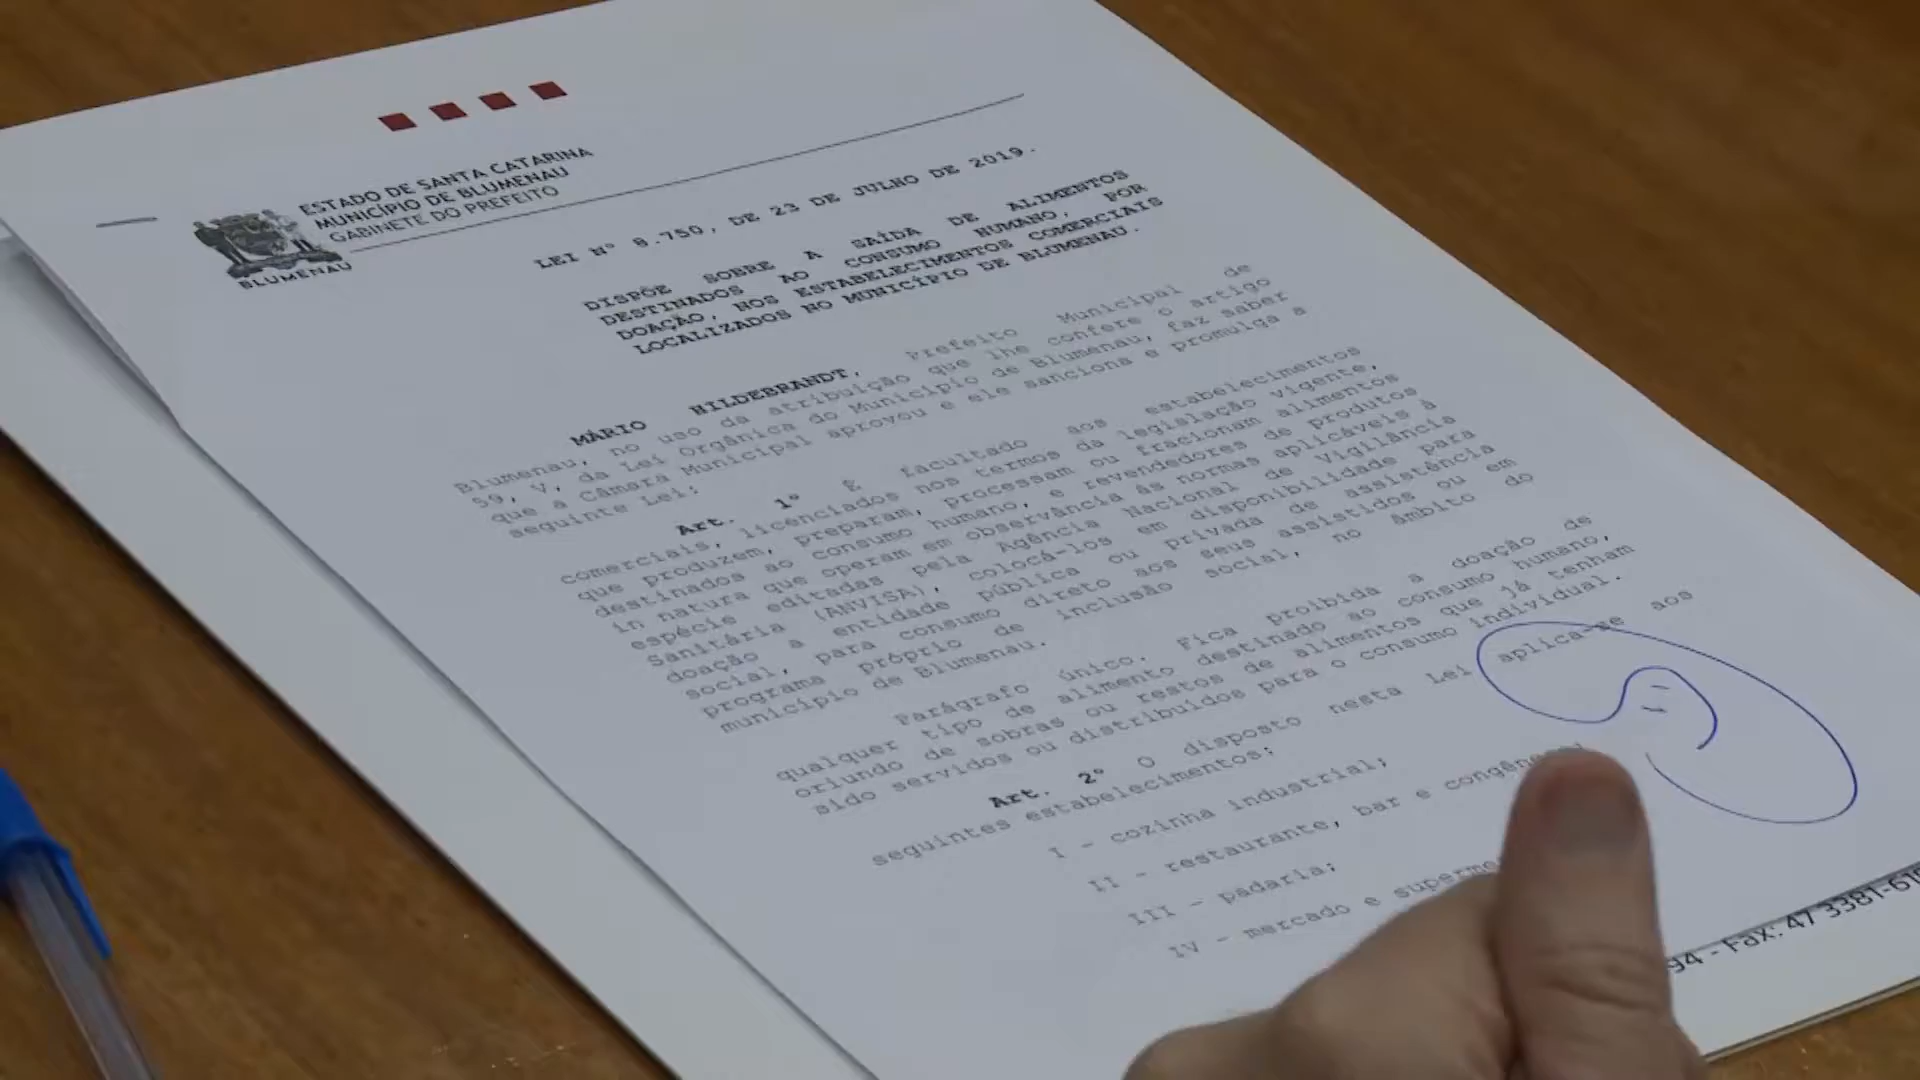 ESTADO DE SANTA CATARINA
MUNICÍPIO DE BLUMENAU
GABINETE DO PREFEITO
BLUMENAU
LEI Nº 8.750, DE 23 DE JULHO DE 2019.
DISPÕE SOBRE A SAÍDA DE ALIMENTOS
DESTINADOS AO CONSUMO HUMANO, POR
DOAÇÃO, NOS ESTABELECIMENTOS COMERCIAIS
LOCALIZADOS NO MUNICÍPIO DE BLUMENAU.
MÁRIO HILDEBRANDT, Prefeito Municipal de
Blumenau, no uso da atribuição que lhe confere o artigo
59, V, da Lei Orgânica do Município de Blumenau, faz saber
que a Câmara Municipal aprovou e ele sanciona e promulga a
seguinte Lei:
Art. 1º É facultado aos estabelecimentos
comerciais, licenciados nos termos da legislação vigente,
que produzem, preparam, processam ou fracionam alimentos
destinados ao consumo humano, e revendedores de produtos
in natura que operam em observância às normas aplicáveis à
espécie editadas pela Agência Nacional de Vigilância
Sanitária (ANVISA), colocá-los em disponibilidade para
doação a entidade pública ou privada de assistência
social, para consumo direto aos seus assistidos ou em
programa próprio de inclusão social, no âmbito do
município de Blumenau.
Parágrafo único. Fica proibida a doação de
qualquer tipo de alimento destinado ao consumo humano,
oriundo de sobras ou restos de alimentos que já tenham
sido servidos ou distribuídos para o consumo individual.
Art. 2º O disposto nesta Lei aplica-se aos
seguintes estabelecimentos:
I - cozinha industrial;
II - restaurante, bar e
III - padaria;
IV - mercado e
94 - Fax: 47 3381-